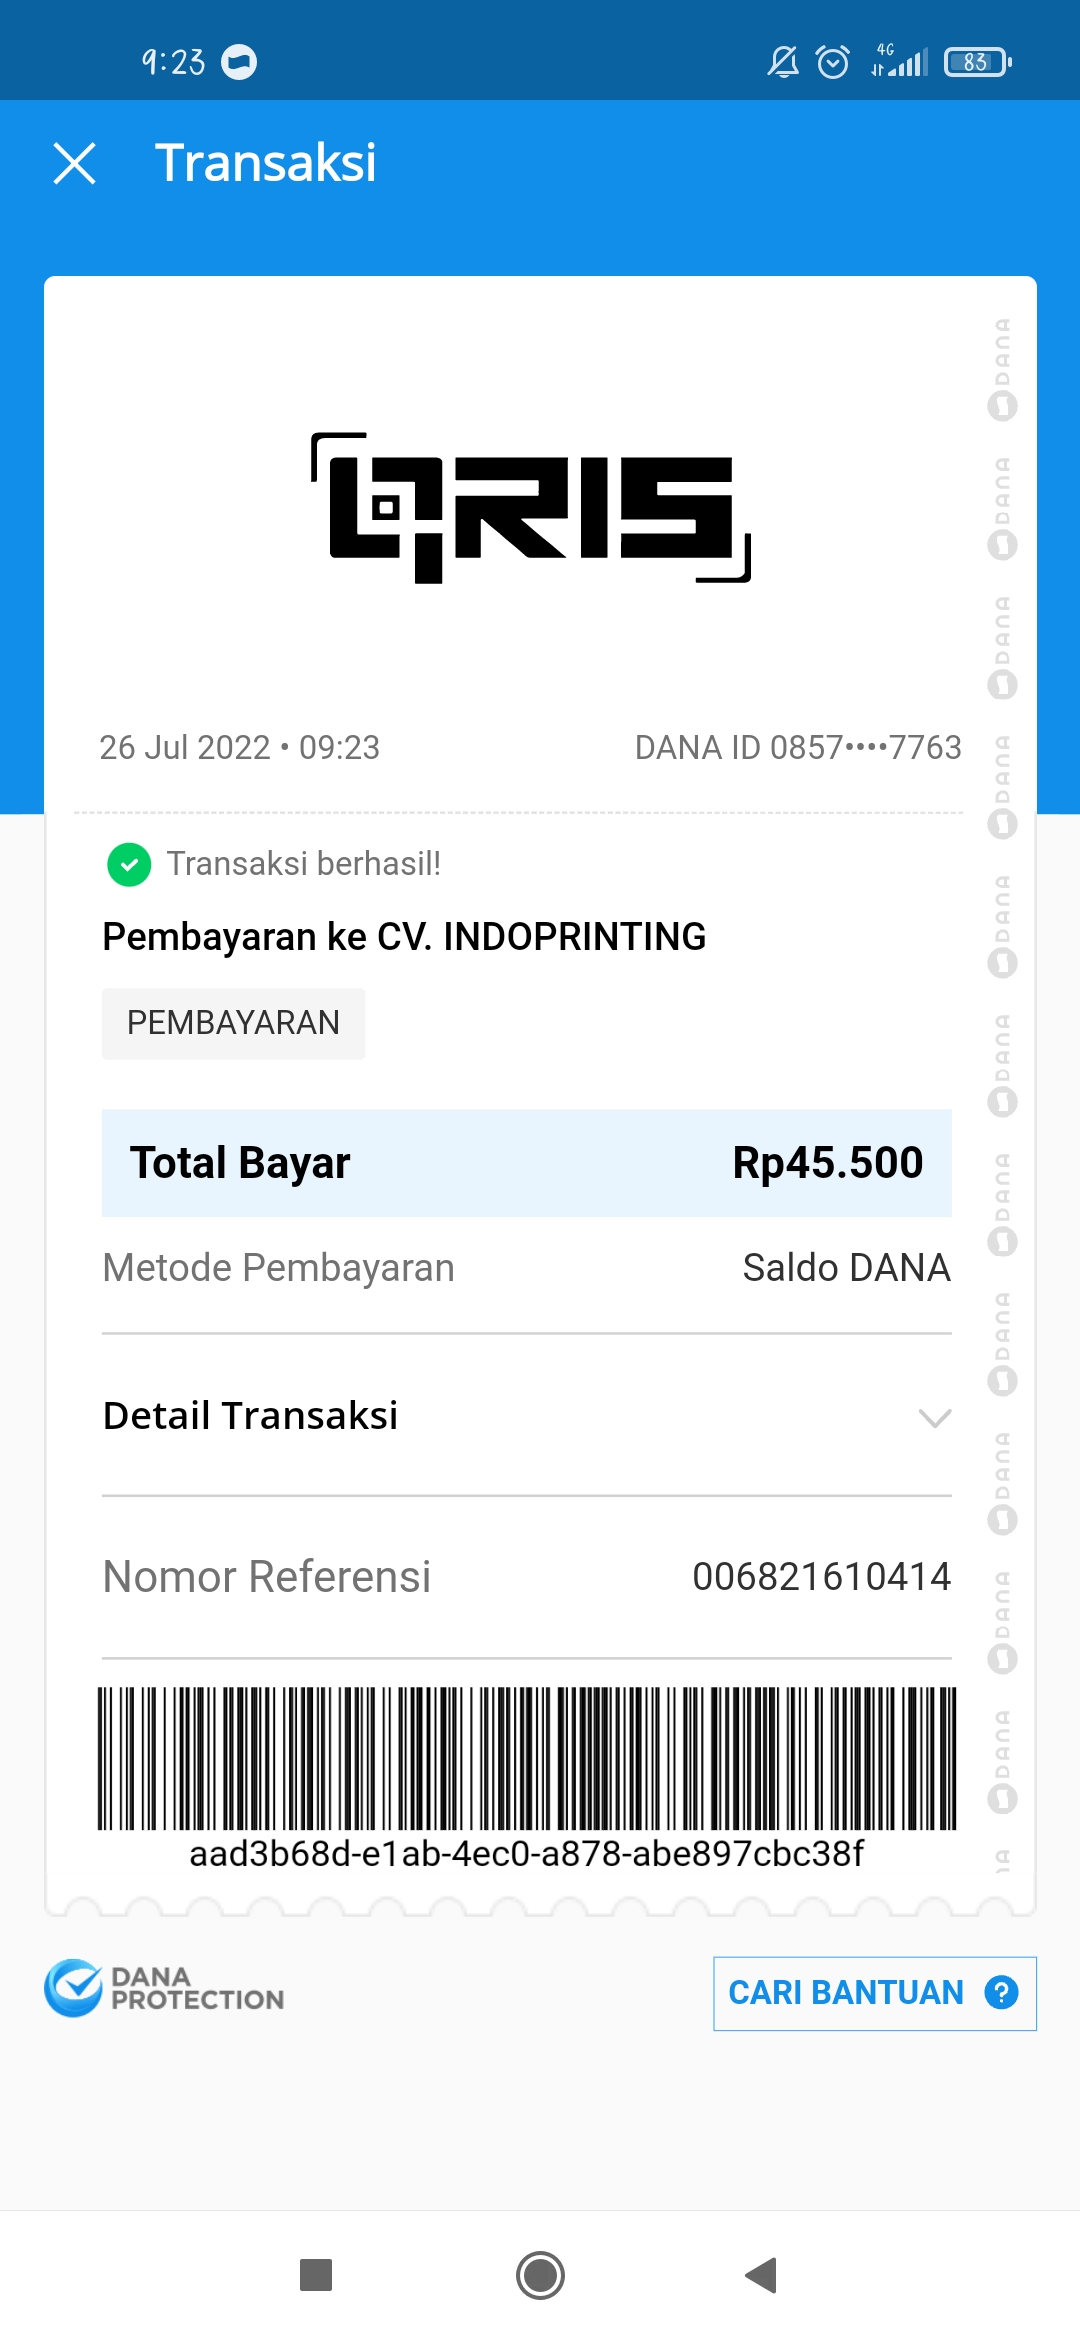 9:23
4G
83
Transaksi
QRIS
26 Jul 2022 • 09:23 DANA ID 0857••••7763
Transaksi berhasil!
Pembayaran ke CV. INDOPRINTING
PEMBAYARAN
Total Bayar Rp45.500
Metode Pembayaran Saldo DANA
Detail Transaksi
Nomor Referensi 006821610414
aad3b68d-e1ab-4ec0-a878-abe897cbc38f
DANA
DANA
DANA
DANA
DANA
DANA
DANA
DANA
DANA
DANA
DANA
NA
DANA
PROTECTION
CARI BANTUAN ?